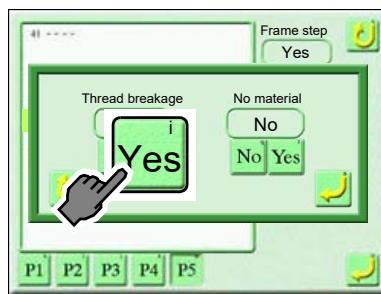 41 ----
Frame step
Yes
Thread breakage
No material
i
Yes
No
No Yes
P1 P2 P3 P4 P5